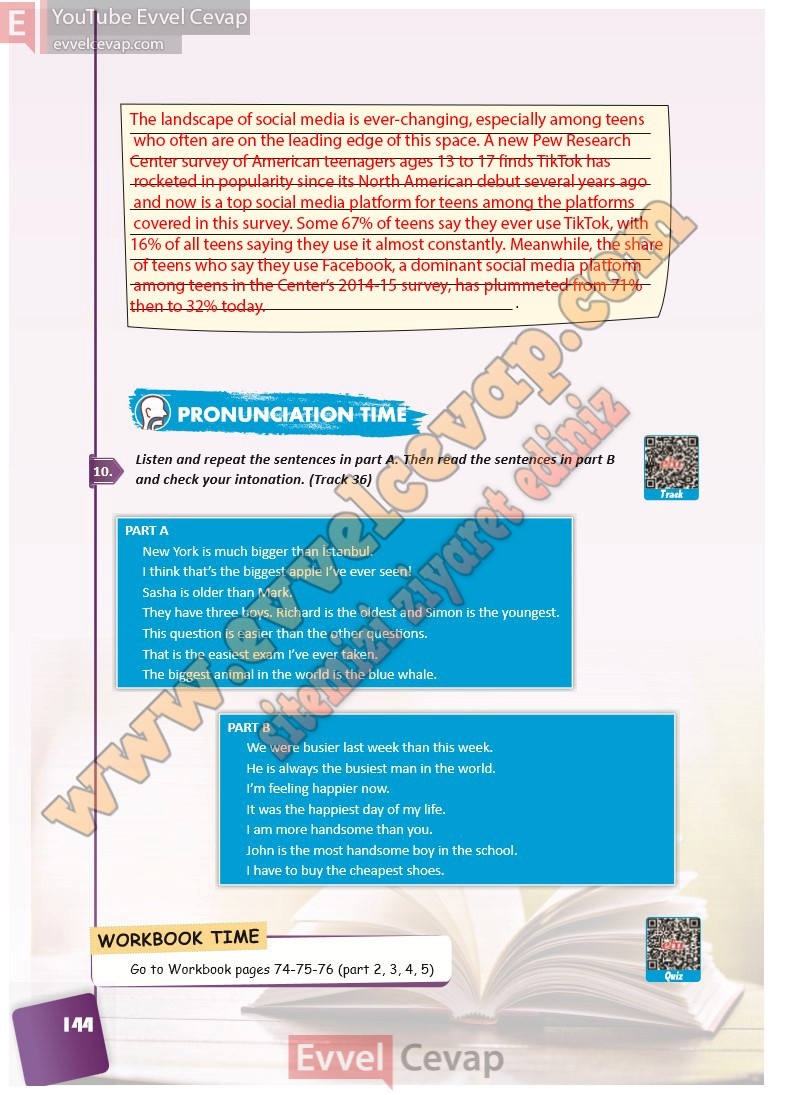 E
YouTube Evvel Cevap
evvelcevap.com
The landscape of social media is ever-changing, especially among teens
who often are on the leading edge of this space. A new Pew Research
Center survey of American teenagers ages 13 to 17 finds TikTok has
rocketed in popularity since its North American debut several years ago
and now is a top social media platform for teens among the platforms
covered in this survey. Some 67% of teens say they ever use TikTok, with
16% of all teens saying they use it almost constantly. Meanwhile, the share
of teens who say they use Facebook, a dominant social media platform
among teens in the Center's 2014-15 survey, has plummeted from 71%
then to 32% today.
.
PRONUNCIATION TIME
10.
Listen and repeat the sentences in part A. Then read the sentences in part B
and check your intonation. (Track 36)
Track
PART A
New York is much bigger than İstanbul.
I think that's the biggest apple I've ever seen!
Sasha is older than Mark.
They have three boys. Richard is the oldest and Simon is the youngest.
This question is easier than the other questions.
That is the easiest exam I've ever taken.
The biggest animal in the world is the blue whale.
PART B
We were busier last week than this week.
He is always the busiest man in the world.
I'm feeling happier now.
It was the happiest day of my life.
I am more handsome than you.
John is the most handsome boy in the school.
I have to buy the cheapest shoes.
www.evvelcevap.com
sitemizi ziyaret ediniz
WORKBOOK TIME
Go to Workbook pages 74-75-76 (part 2, 3, 4, 5)
Quiz
144
Evvel Cevap